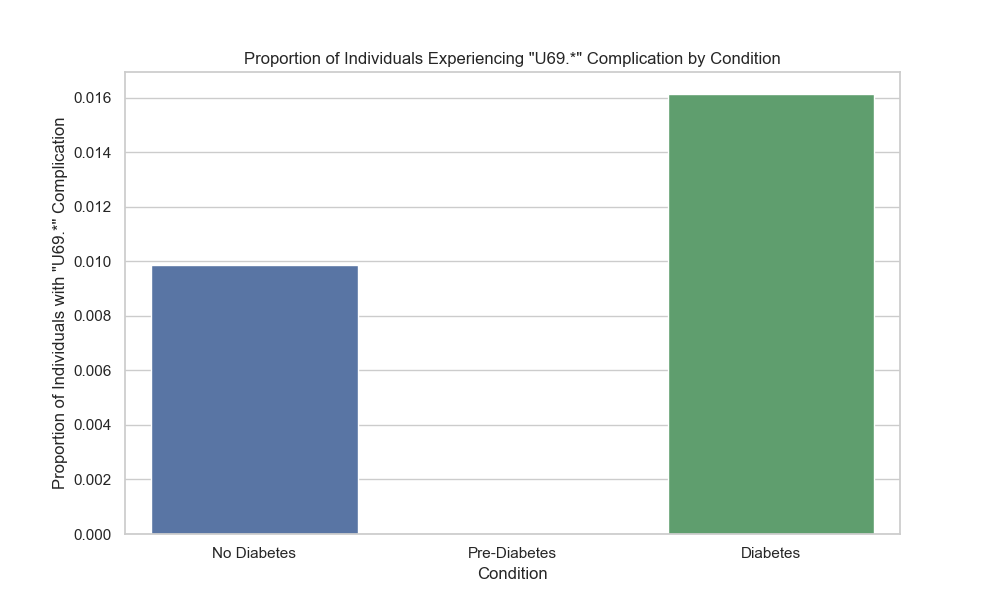 Proportion of Individuals Experiencing "U69.*" Complication by Condition
Proportion of Individuals with "U69.*" Complication
0.016
0.014
0.012
0.010
0.008
0.006
0.004
0.002
0.000
No Diabetes
Pre-Diabetes
Diabetes
Condition